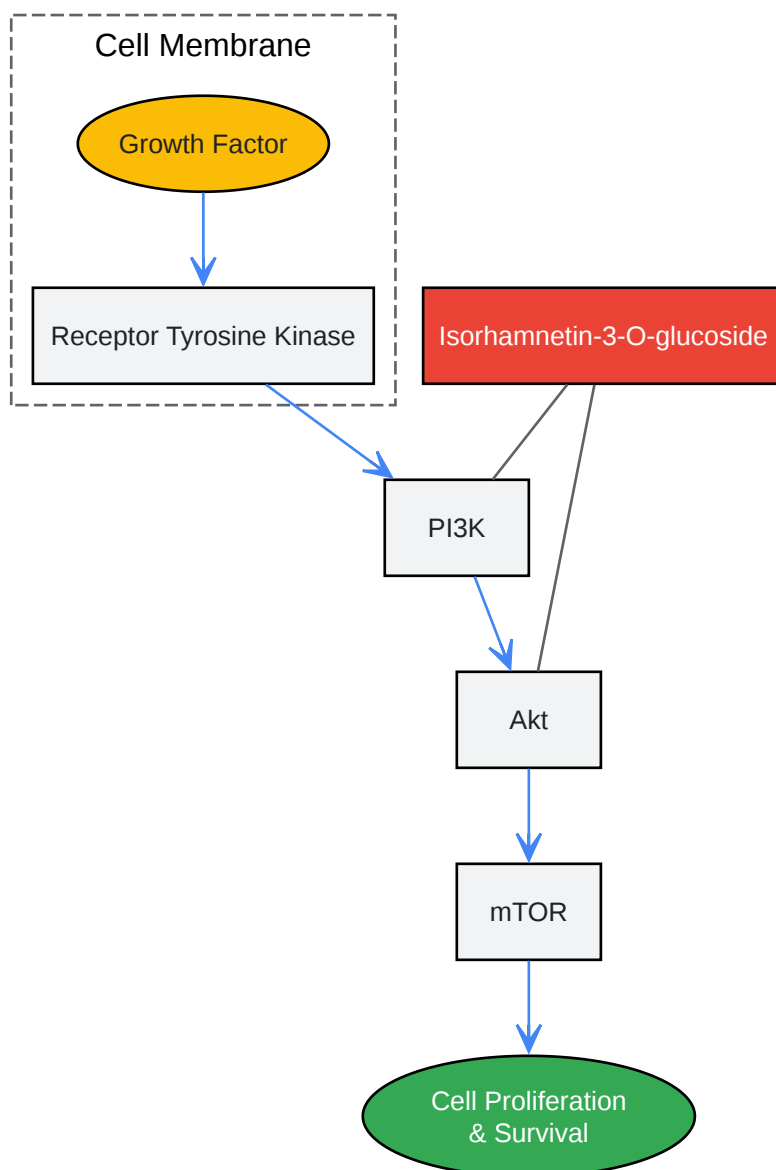 Cell Membrane
Growth Factor
Receptor Tyrosine Kinase
Isorhamnetin-3-O-glucoside
PI3K
Akt
mTOR
Cell Proliferation
& Survival